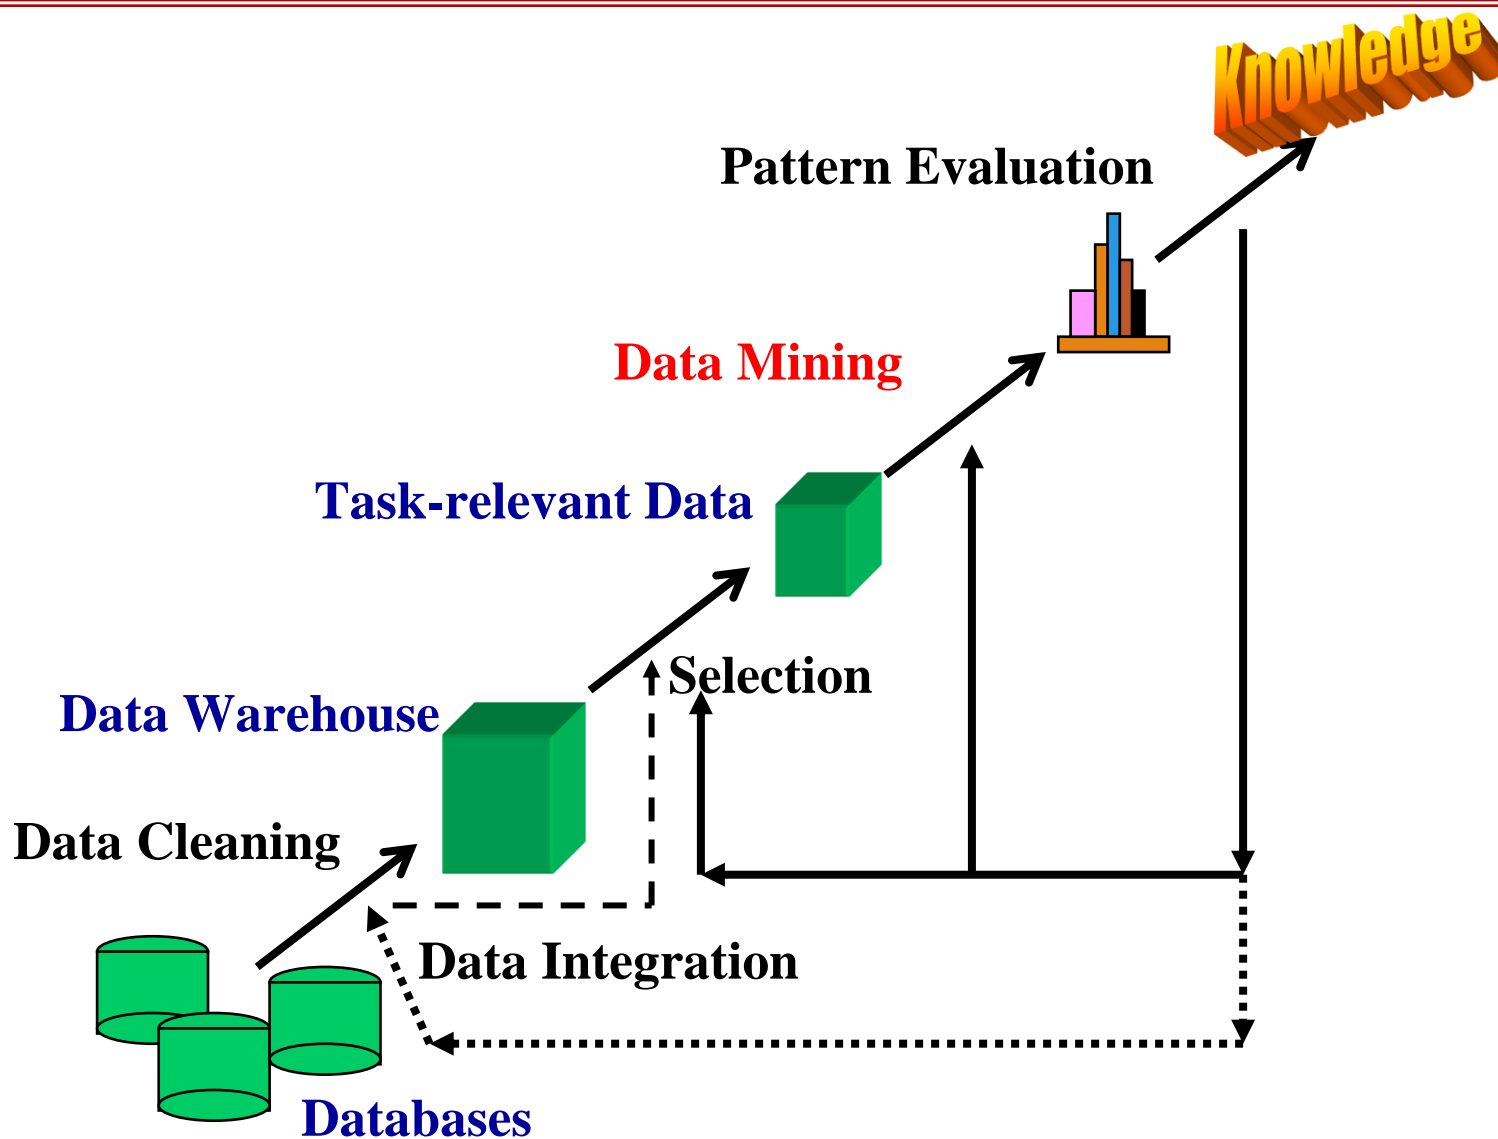 Knowledge
Pattern Evaluation
Data Mining
Task-relevant Data
Selection
Data Warehouse
Data Cleaning
Data Integration
Databases